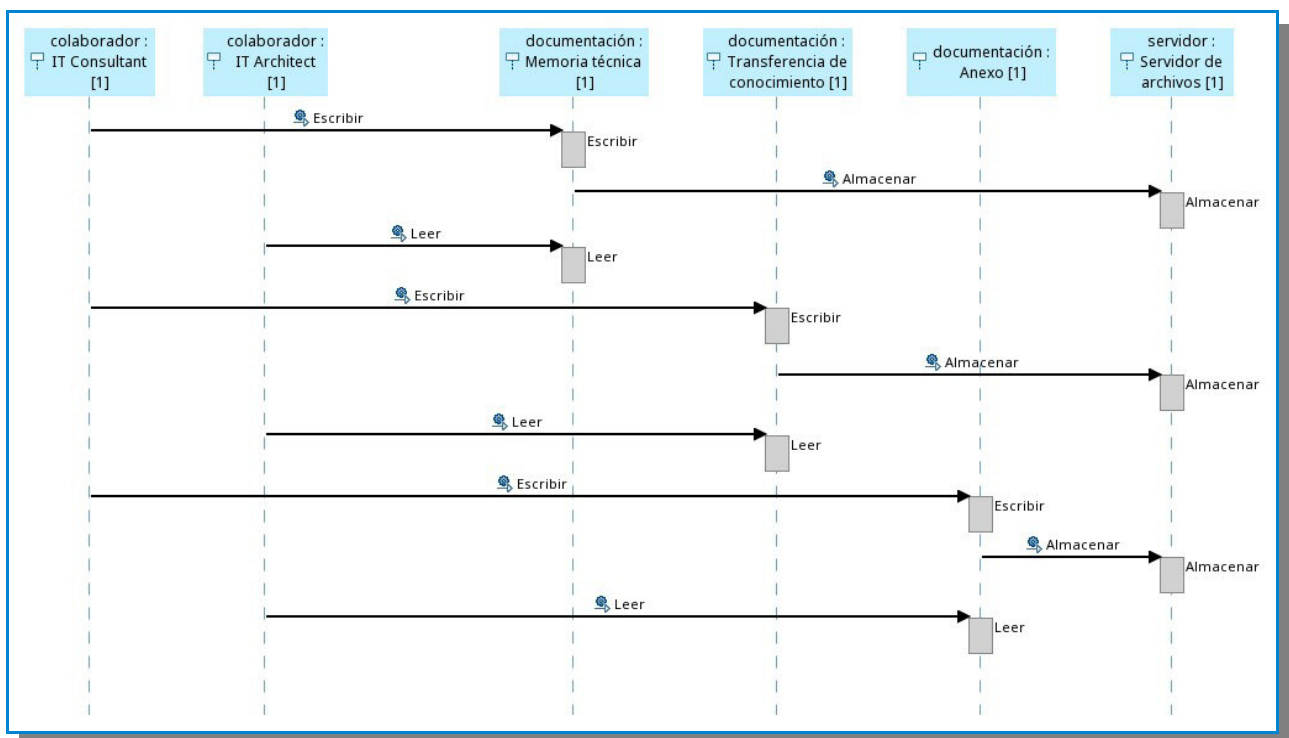 colaborador :
IT Consultant
[1]
colaborador :
IT Architect
[1]
documentación :
Memoria técnica
[1]
documentación :
Transferencia de
conocimiento [1]
documentación :
Anexo [1]
servidor :
Servidor de
archivos [1]
Escribir
Escribir
Almacenar
Almacenar
Leer
Leer
Escribir
Escribir
Almacenar
Almacenar
Leer
Leer
Escribir
Escribir
Almacenar
Almacenar
Leer
Leer